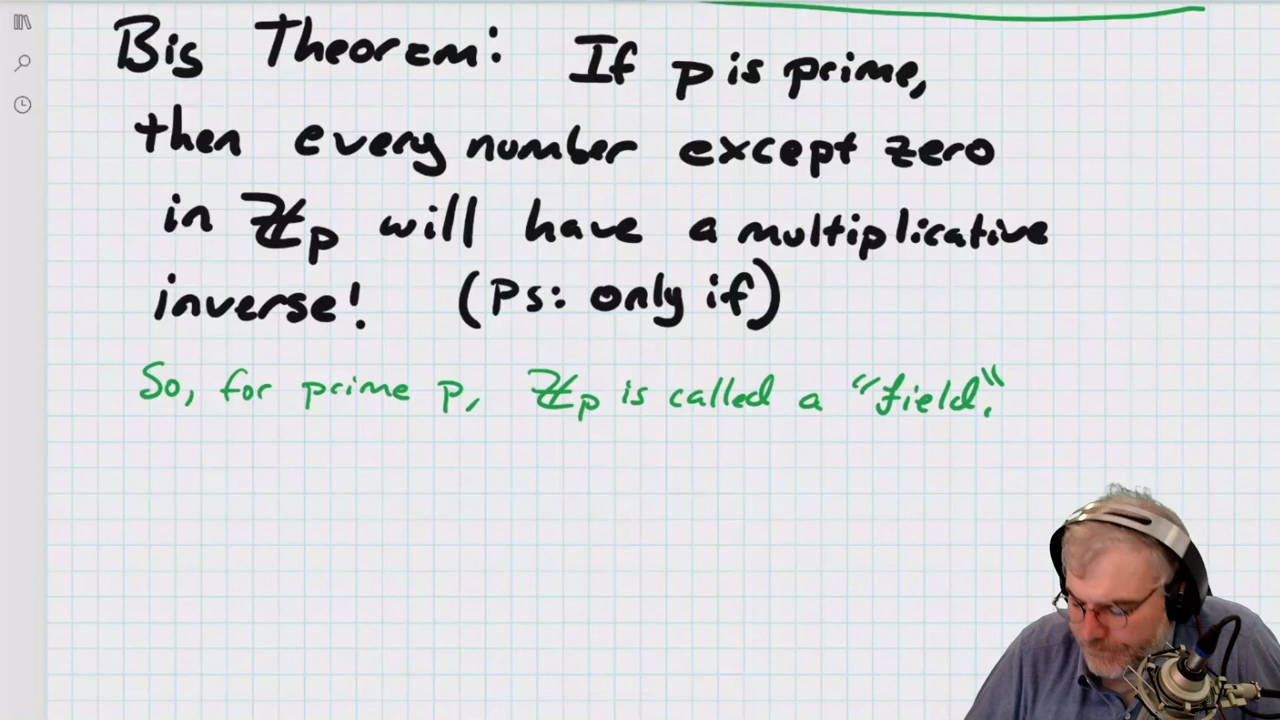 Big Theorem: If p is prime,
then every number except zero
in ℤp will have a multiplicative
inverse! (Ps: only if)
So, for prime p, ℤp is called a "field."